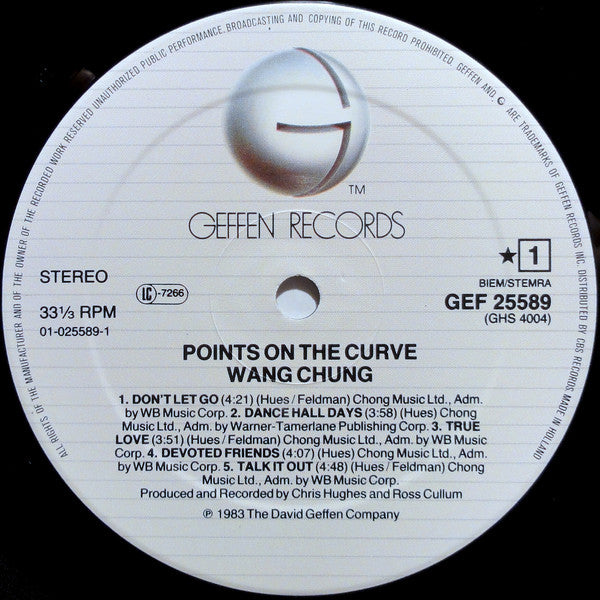 ALL RIGHTS OF THE MANUFACTURER AND OF THE OWNER OF THE RECORDED WORK RESERVED UNAUTHORIZED PUBLIC PERFORMANCE, BROADCASTING AND COPYING OF THIS RECORD PROHIBITED. GEFFEN AND G ARE TRADEMARKS OF GEFFEN RECORDS INC. DISTRIBUTED BY CBS RECORDS MADE IN HOLLAND
TM
GEFFEN RECORDS
★ 1
STEREO
LC-7266
BIEM/STEMRA
33⅓ RPM
GEF 25589
01-025589-1
(GHS 4004)
POINTS ON THE CURVE
WANG CHUNG
1. DON'T LET GO (4:21) (Hues / Feldman) Chong Music Ltd., Adm.
by WB Music Corp. 2. DANCE HALL DAYS (3:58) (Hues) Chong
Music Ltd., Adm. by Warner-Tamerlane Publishing Corp. 3. TRUE
LOVE (3:51) (Hues / Feldman) Chong Music Ltd., Adm. by WB Music
Corp. 4. DEVOTED FRIENDS (4:07) (Hues / Feldman) Chong Music Ltd., Adm.
by WB Music Corp. 5. TALK IT OUT (4:48) (Hues / Feldman) Chong
Music Ltd., Adm. by WB Music Corp.
Produced and Recorded by Chris Hughes and Ross Cullum
℗ 1983 The David Geffen Company